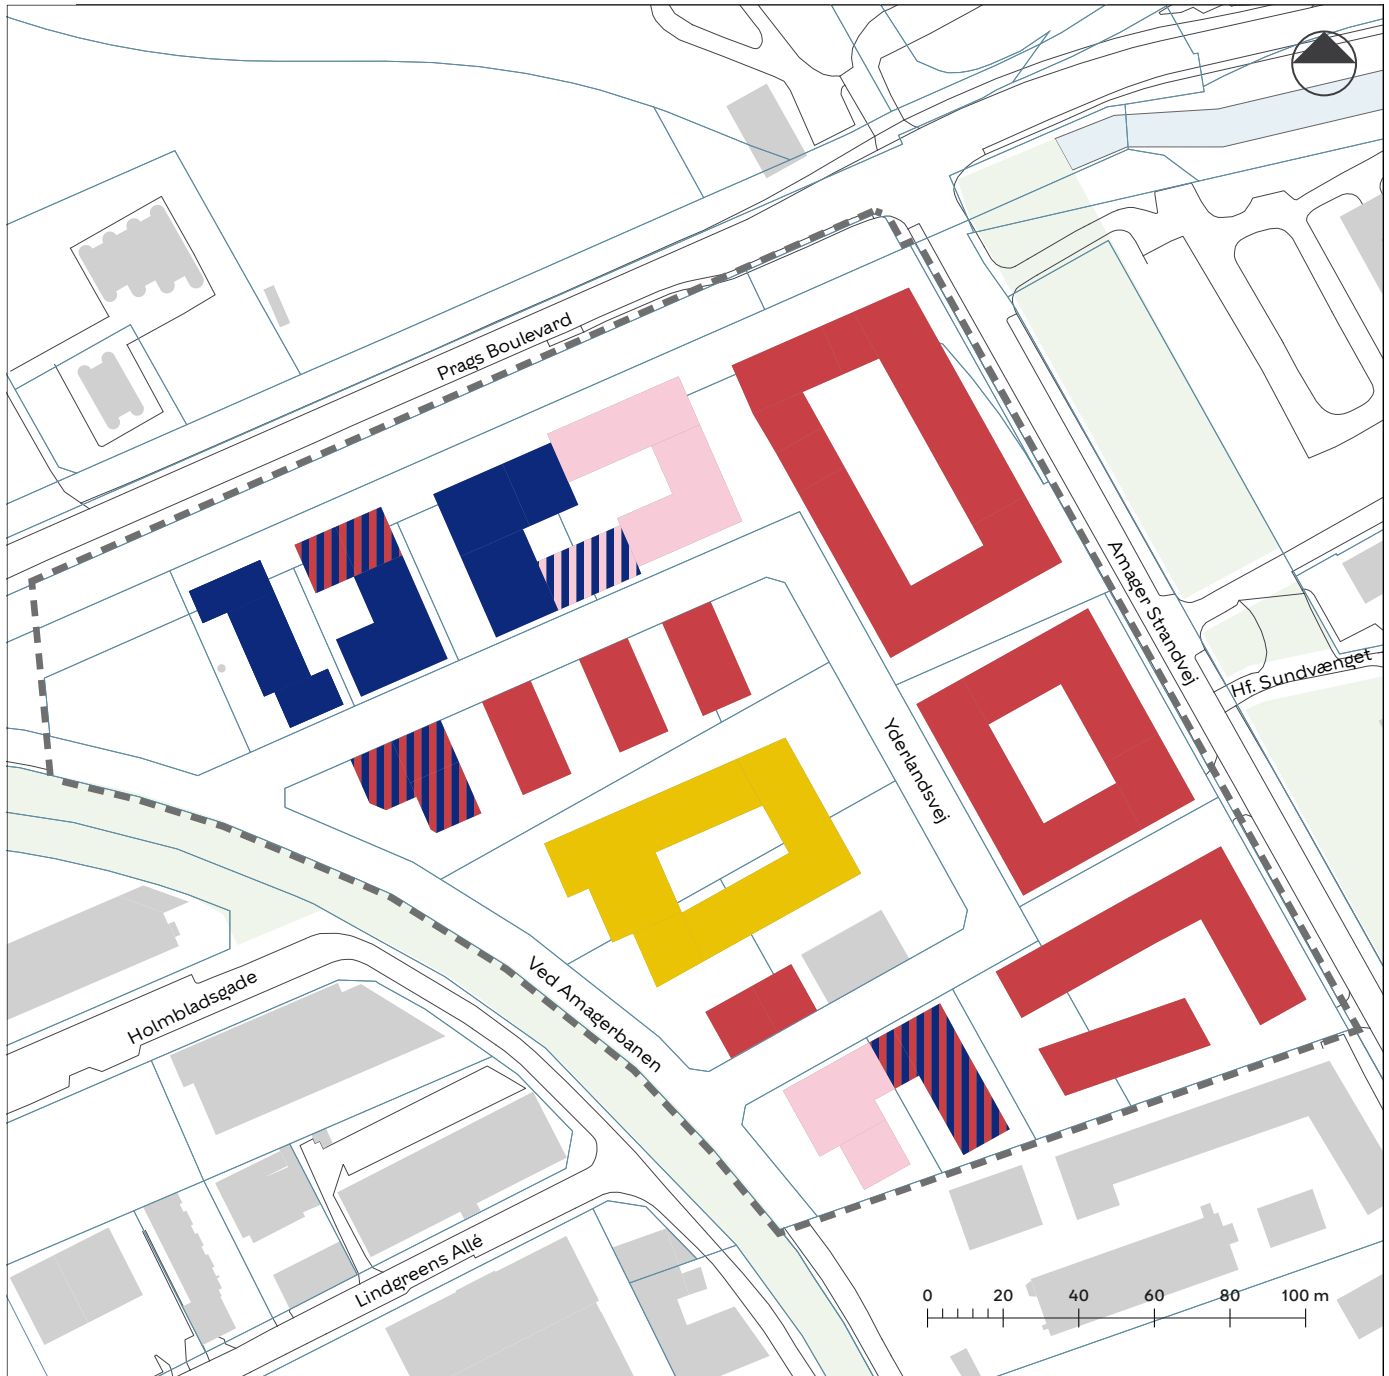 Prags Boulevard
Amager Strandvej
Hf. Sundvænget
Yderlandsvej
Ved Amagerbanen
Holmbladsgade
Lindgreens Allé
0 20 40 60 80 100 m